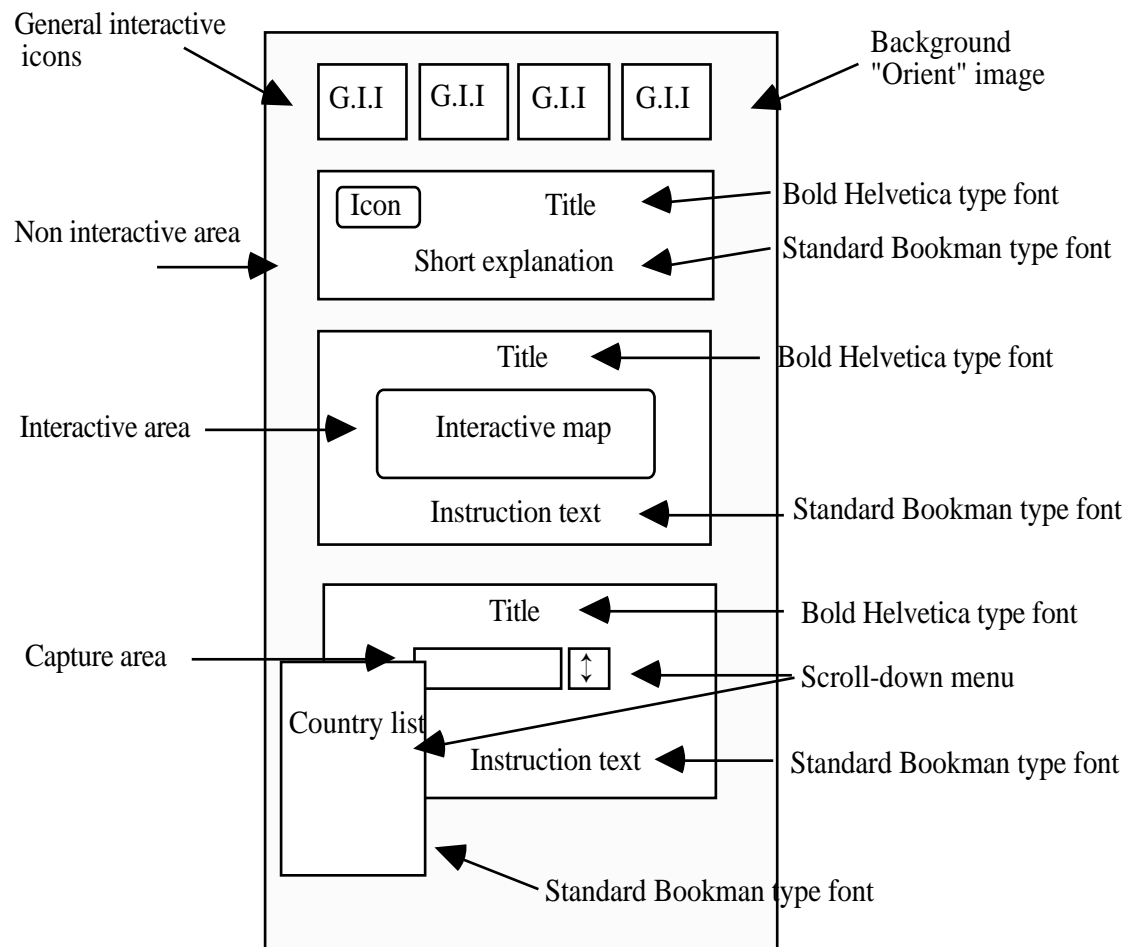 General interactive
icons
Background
"Orient" image
G.I.I G.I.I G.I.I G.I.I
Icon
Title
Bold Helvetica type font
Non interactive area
Short explanation
Standard Bookman type font
Title
Bold Helvetica type font
Interactive area
Interactive map
Instruction text
Standard Bookman type font
Title
Bold Helvetica type font
Capture area
Scroll-down menu
Country list
Instruction text
Standard Bookman type font
Standard Bookman type font